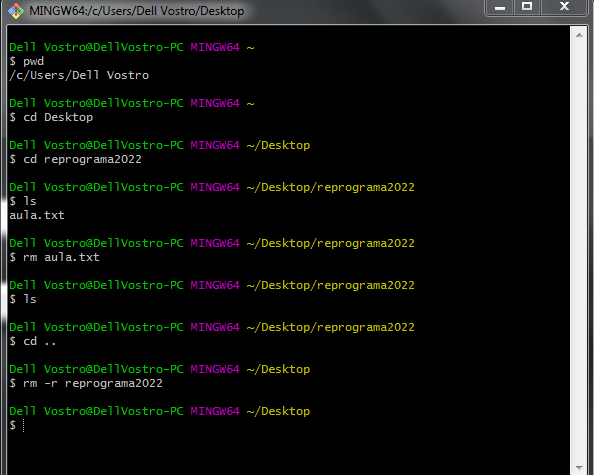 MINGW64:/c/Users/Dell Vostro/Desktop
Dell Vostro@DellVostro-PC MINGW64 ~
$ pwd
/c/Users/Dell Vostro
Dell Vostro@DellVostro-PC MINGW64 ~
$ cd Desktop
Dell Vostro@DellVostro-PC MINGW64 ~/Desktop
$ cd reprograma2022
Dell Vostro@DellVostro-PC MINGW64 ~/Desktop/reprograma2022
$ ls
aula.txt
Dell Vostro@DellVostro-PC MINGW64 ~/Desktop/reprograma2022
$ rm aula.txt
Dell Vostro@DellVostro-PC MINGW64 ~/Desktop/reprograma2022
$ ls
Dell Vostro@DellVostro-PC MINGW64 ~/Desktop/reprograma2022
$ cd ..
Dell Vostro@DellVostro-PC MINGW64 ~/Desktop
$ rm -r reprograma2022
Dell Vostro@DellVostro-PC MINGW64 ~/Desktop
$